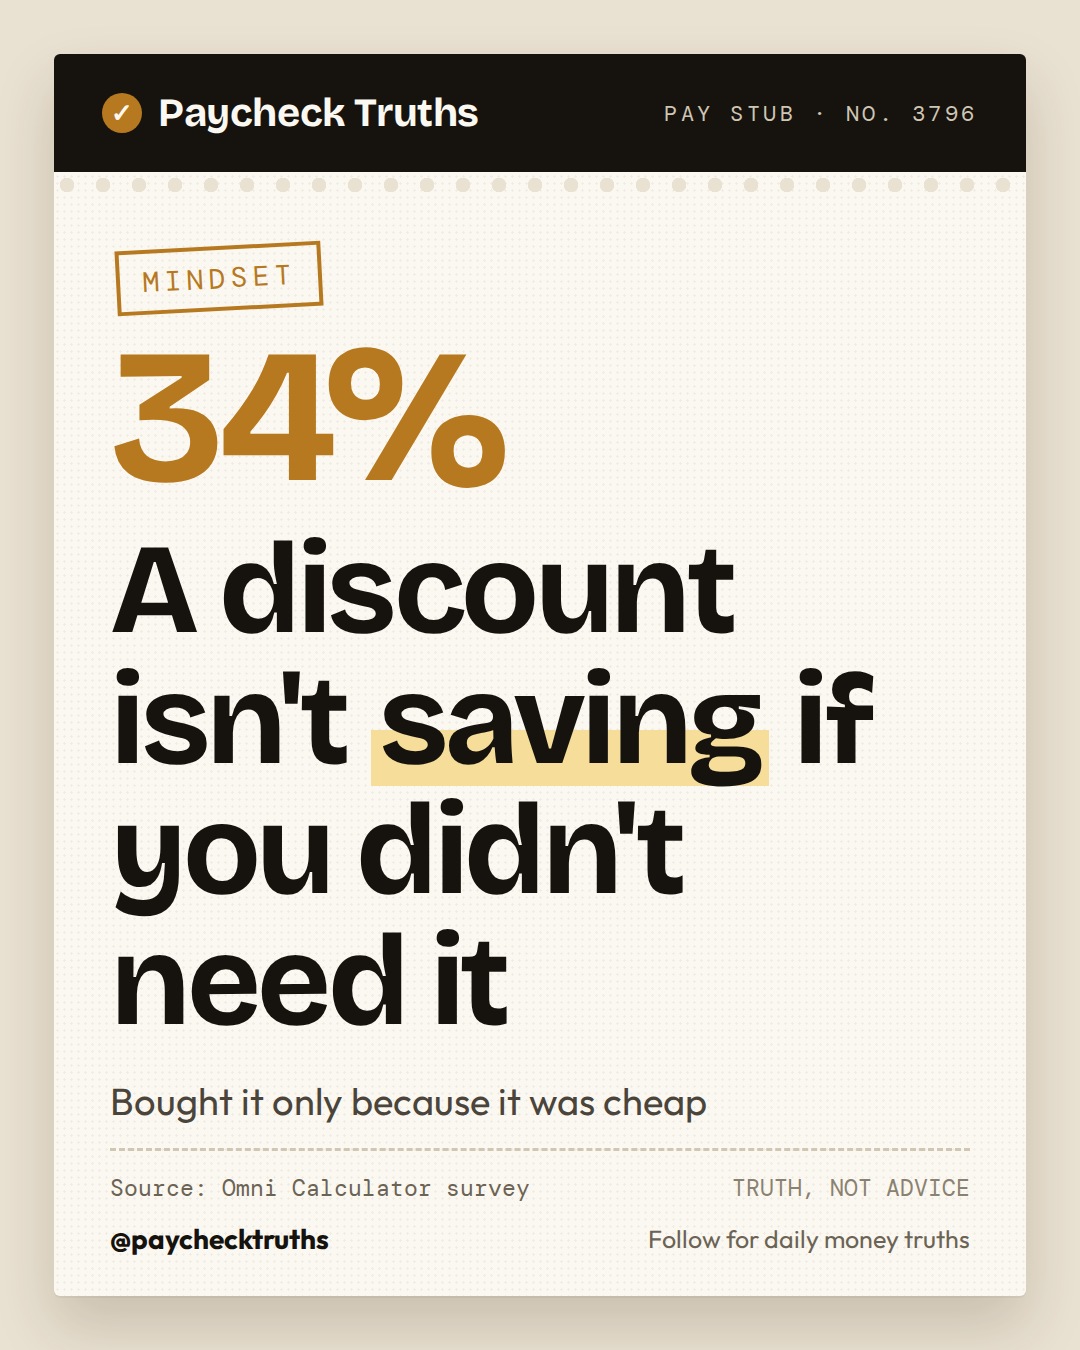 ✓ Paycheck Truths
PAY STUB · NO. 3796
MINDSET
34%
A discount
isn't saving if
you didn't
need it
Bought it only because it was cheap
Source: Omni Calculator survey
TRUTH, NOT ADVICE
@paychecktruths
Follow for daily money truths